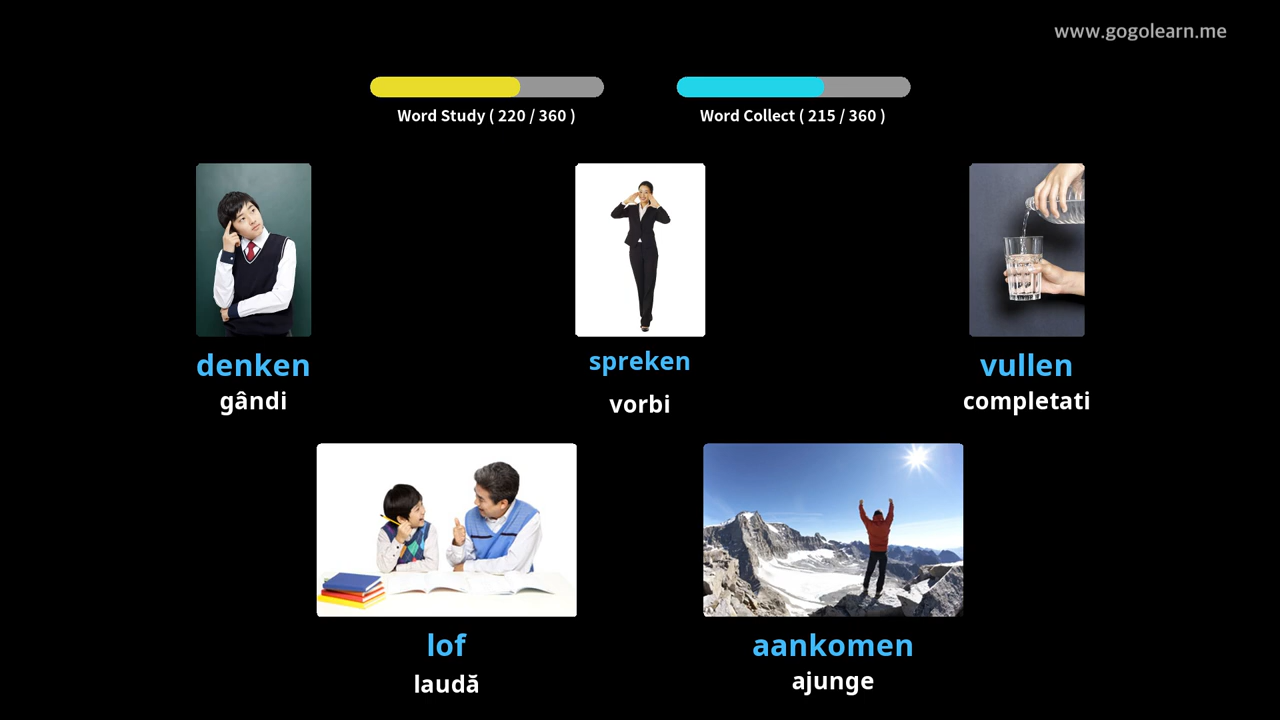 www.gogolearn.me
Word Study ( 220 / 360 )
Word Collect ( 215 / 360 )
denken
gândi
spreken
vorbi
vullen
completati
lof
laudă
aankomen
ajunge